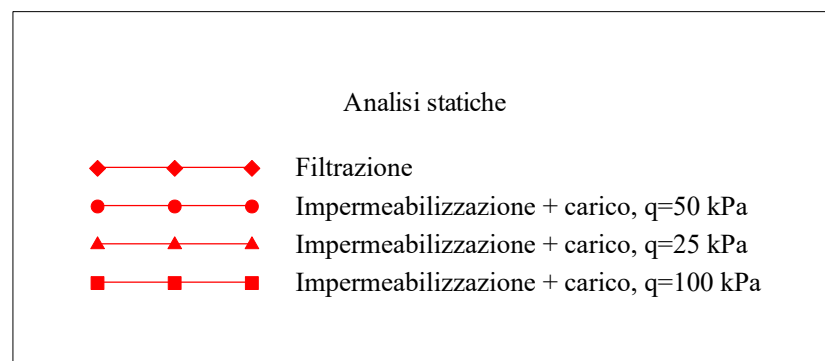 Analisi statiche
Filtrazione
Impermeabilizzazione + carico, q=50 kPa
Impermeabilizzazione + carico, q=25 kPa
Impermeabilizzazione + carico, q=100 kPa